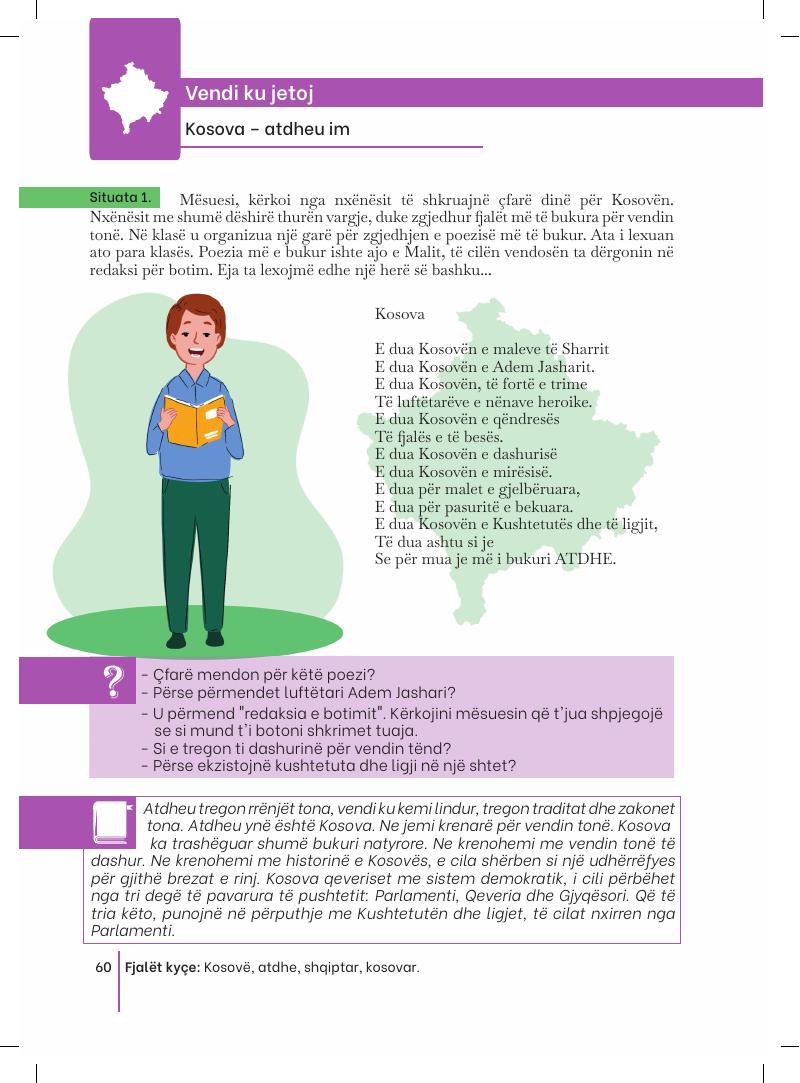 Vendi ku jetoj
Kosova – atdheu im
Situata 1. Mësuesi, kërkoi nga nxënësit të shkruajnë çfarë dinë për Kosovën.
Nxënësit me shumë dëshirë thurën vargje, duke zgjedhur fjalët më të bukura për vendin
tonë. Në klasë u organizua një garë për zgjedhjen e poezisë më të bukur. Ata i lexuan
ato para klasës. Poezia më e bukur ishte ajo e Malit, të cilën vendosën ta dërgonin në
redaksi për botim. Eja ta lexojmë edhe një herë së bashku...
Kosova
E dua Kosovën e maleve të Sharrit
E dua Kosovën e Adem Jasharit.
E dua Kosovën, të fortë e trime
Të luftëtarëve e nënave heroike.
E dua Kosovën e qëndresës
Të fjalës e të besës.
E dua Kosovën e dashurisë
E dua Kosovën e mirësisë.
E dua për malet e gjelbëruara,
E dua për pasuritë e bekuara.
E dua Kosovën e Kushtetutës dhe të ligjit,
Të dua ashtu si je
Se për mua je më i bukuri ATDHE.
?
– Çfarë mendon për këtë poezi?
– Përse përmendet luftëtari Adem Jashari?
– U përmend "redaksia e botimit". Kërkojini mësuesin që t'jua shpjegojë
se si mund t'i botoni shkrimet tuaja.
– Si e tregon ti dashurinë për vendin tënd?
– Përse ekzistojnë kushtetuta dhe ligji në një shtet?
Atdheu tregon rrënjët tona, vendi ku kemi lindur, tregon traditat dhe zakonet
tona. Atdheu ynë është Kosova. Ne jemi krenarë për vendin tonë. Kosova
ka trashëguar shumë bukuri natyrore. Ne krenohemi me vendin tonë të
dashur. Ne krenohemi me historinë e Kosovës, e cila shërben si një udhërrëfyes
për gjithë brezat e rinj. Kosova qeveriset me sistem demokratik, i cili përbëhet
nga tri degë të pavarura të pushtetit: Parlamenti, Qeveria dhe Gjyqësori. Që të
tria këto, punojnë në përputhje me Kushtetutën dhe ligjet, të cilat nxirren nga
Parlamenti.
60 Fjalët kyçe: Kosovë, atdhe, shqiptar, kosovar.